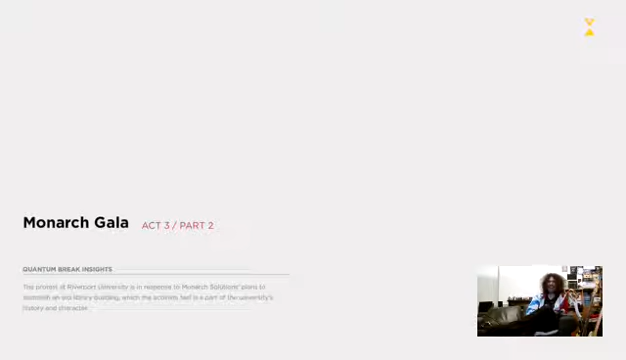 Monarch Gala ACT 3 / PART 2
QUANTUM BREAK INSIGHTS
The protest at Riverport University is in response to Monarch Solutions' plans to
demolish an old library building, which the activists feel is a part of the university's
history and character.